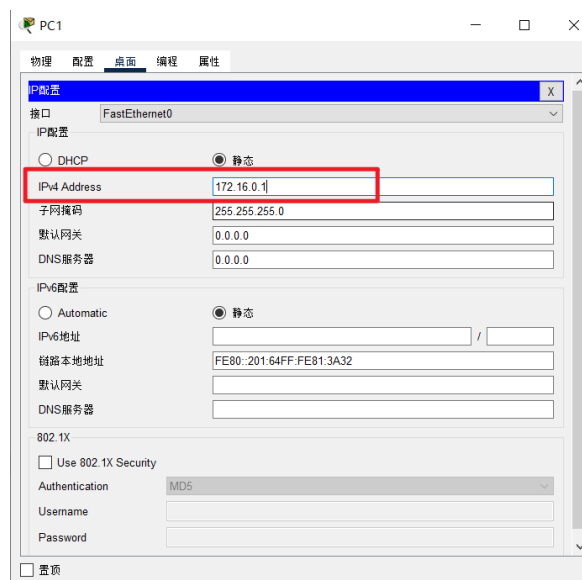 PC1
物理 配置 桌面 编程 属性
IP配置 X
接口 FastEthernet0
IP配置
DHCP 静态
IPv4 Address 172.16.0.1
子网掩码 255.255.255.0
默认网关 0.0.0.0
DNS服务器 0.0.0.0
IPv6配置
Automatic 静态
IPv6地址 /
链路本地地址 FE80::201:64FF:FE81:3A32
默认网关
DNS服务器
802.1X
Use 802.1X Security
Authentication MD5
Username
Password
置顶